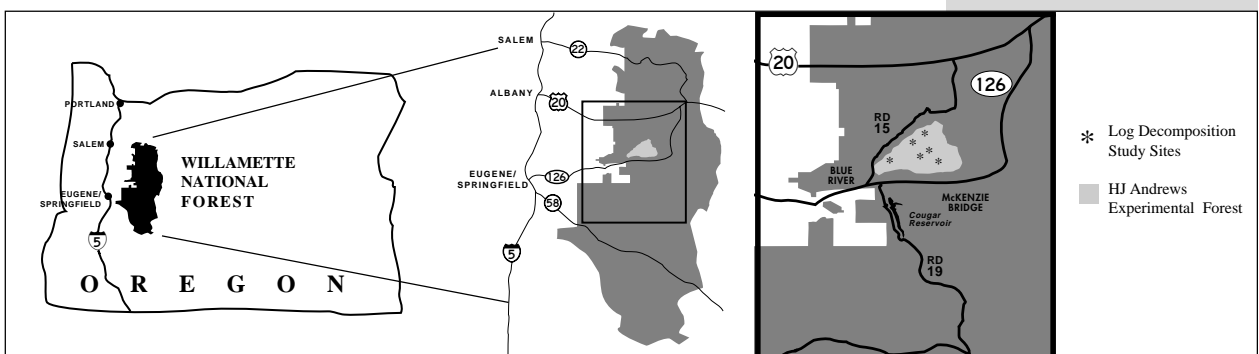 PORTLAND
SALEM
EUGENE/
SPRINGFIELD
5
WILLAMETTE
NATIONAL
FOREST
O R E G O N
SALEM
22
ALBANY
20
EUGENE/
SPRINGFIELD
126
58
5
20
126
RD
15
BLUE
RIVER
McKENZIE
BRIDGE
Cougar
Reservoir
RD
19
* Log Decomposition
Study Sites
HJ Andrews
Experimental Forest